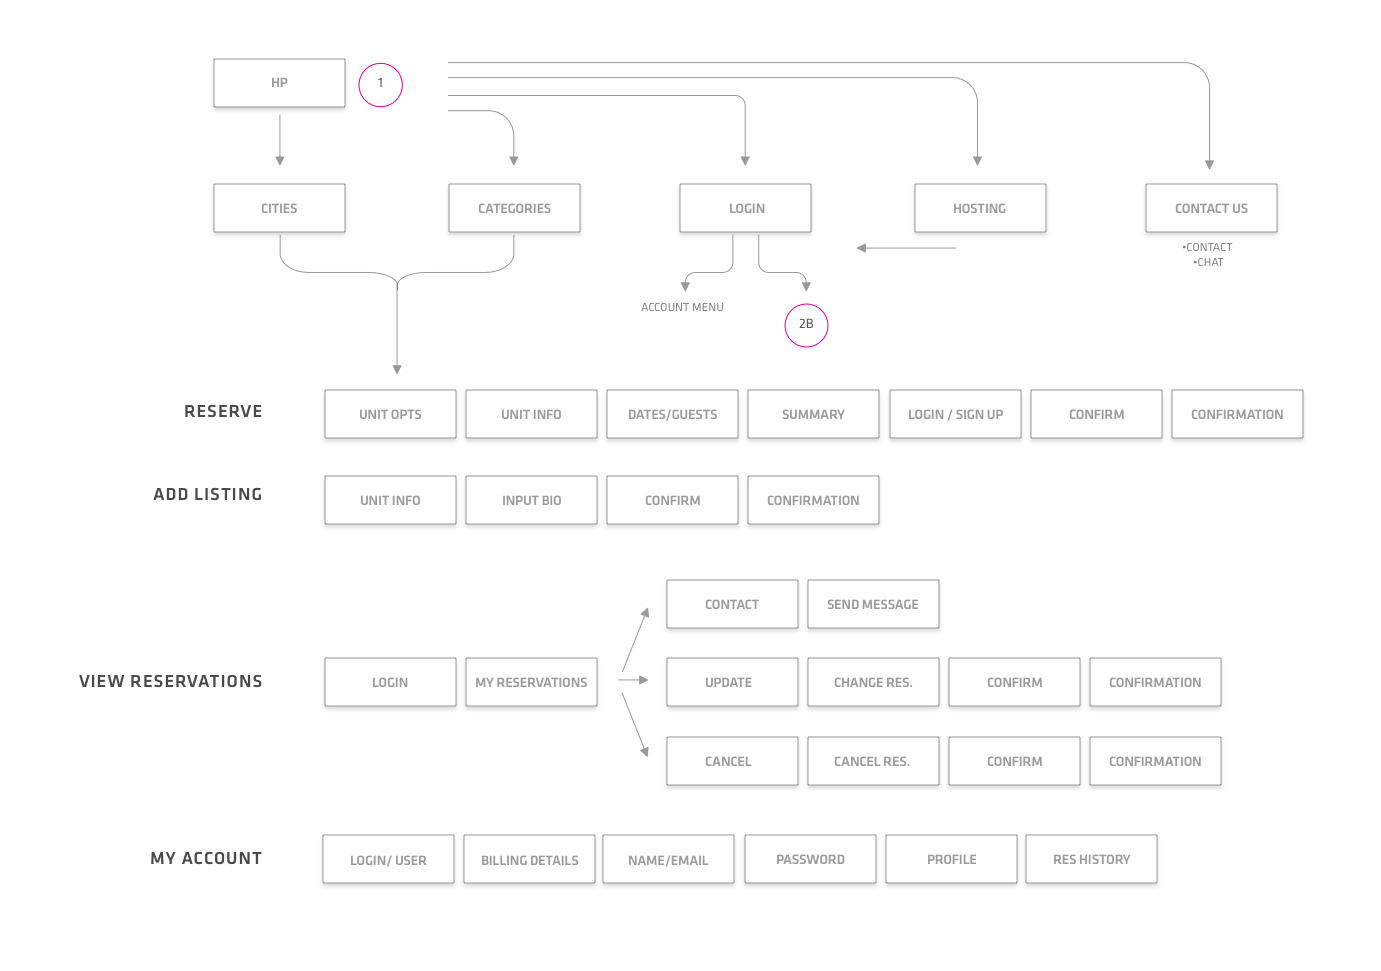 HP
1
CITIES
CATEGORIES
LOGIN
HOSTING
CONTACT US
•CONTACT
•CHAT
ACCOUNT MENU
2B
RESERVE
UNIT OPTS
UNIT INFO
DATES/GUESTS
SUMMARY
LOGIN / SIGN UP
CONFIRM
CONFIRMATION
ADD LISTING
UNIT INFO
INPUT BIO
CONFIRM
CONFIRMATION
CONTACT
SEND MESSAGE
VIEW RESERVATIONS
LOGIN
MY RESERVATIONS
UPDATE
CHANGE RES.
CONFIRM
CONFIRMATION
CANCEL
CANCEL RES.
CONFIRM
CONFIRMATION
MY ACCOUNT
LOGIN/ USER
BILLING DETAILS
NAME/EMAIL
PASSWORD
PROFILE
RES HISTORY